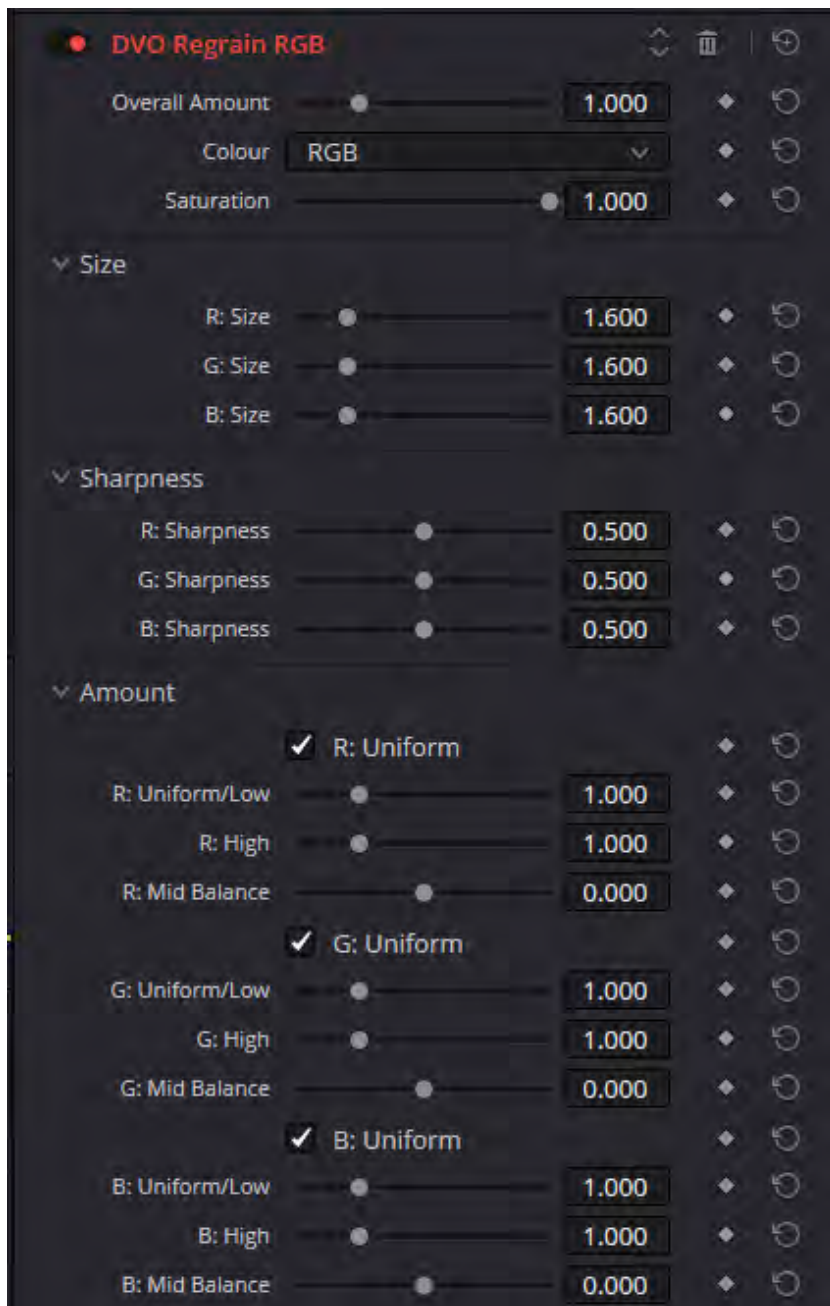 DVO Regrain RGB
Overall Amount 1.000
Colour RGB
Saturation 1.000
Size
R: Size 1.600
G: Size 1.600
B: Size 1.600
Sharpness
R: Sharpness 0.500
G: Sharpness 0.500
B: Sharpness 0.500
Amount
R: Uniform
R: Uniform/Low 1.000
R: High 1.000
R: Mid Balance 0.000
G: Uniform
G: Uniform/Low 1.000
G: High 1.000
G: Mid Balance 0.000
B: Uniform
B: Uniform/Low 1.000
B: High 1.000
B: Mid Balance 0.000